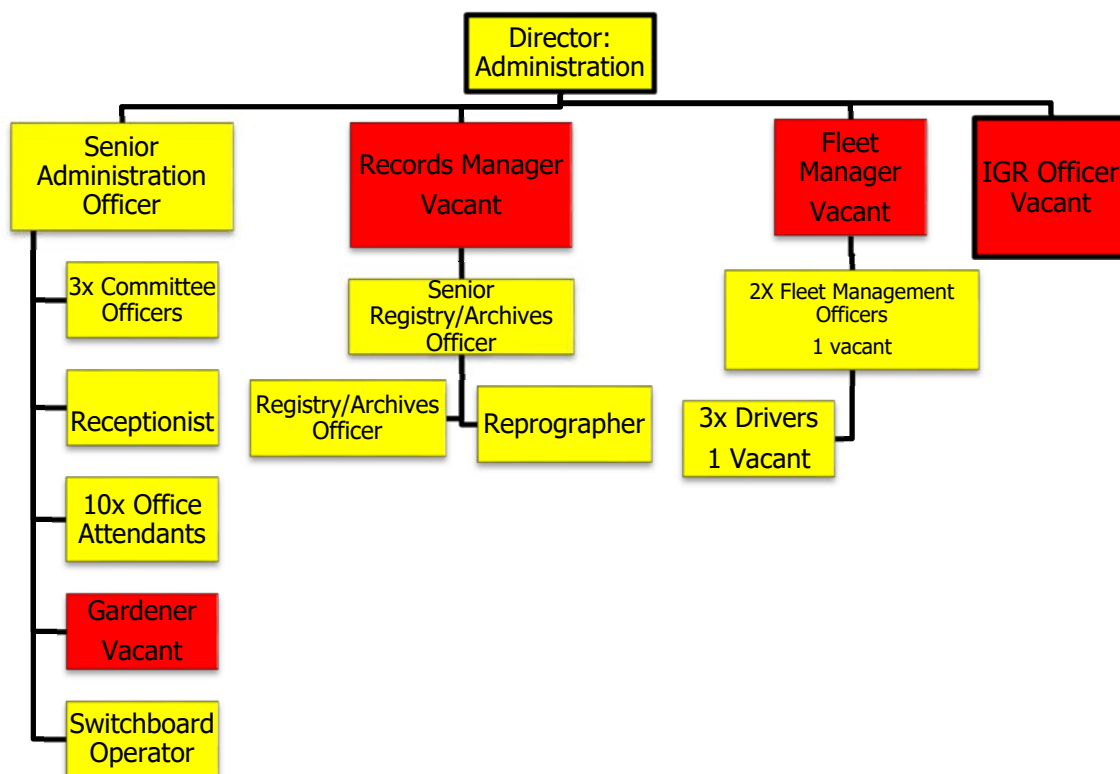 Director:
Administration
Senior
Administration
Officer
Records Manager
Vacant
Fleet
Manager
Vacant
IGR Officer
Vacant
3x Committee
Officers
Receptionist
10x Office
Attendants
Gardener
Vacant
Switchboard
Operator
Senior
Registry/Archives
Officer
Registry/Archives
Officer
Reprographer
2X Fleet Management
Officers
1 vacant
3x Drivers
1 Vacant